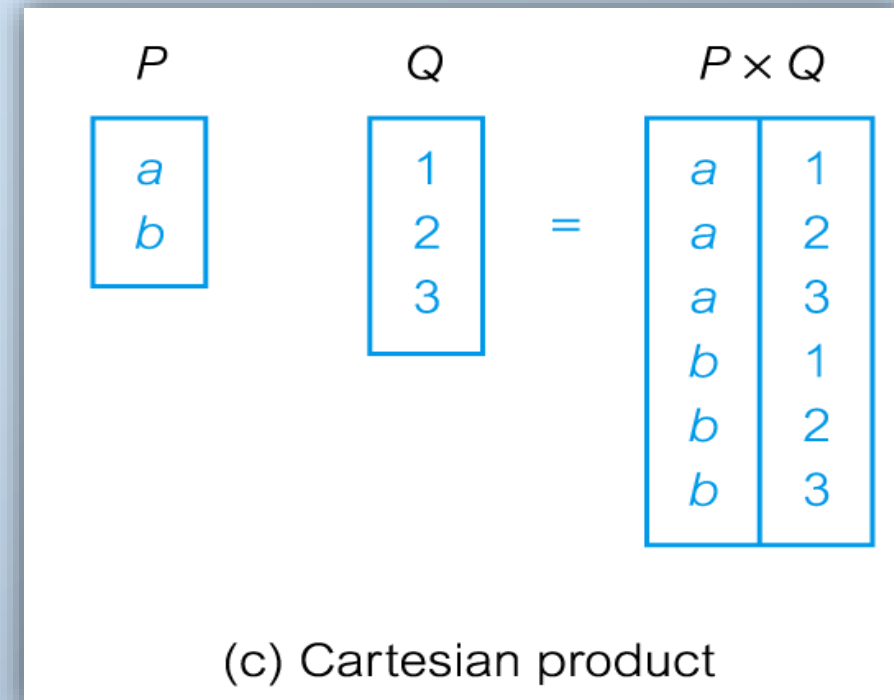 P Q P × Q
a 1 a 1
b 2 = a 2
3 a 3
b 1
b 2
b 3
(c) Cartesian product